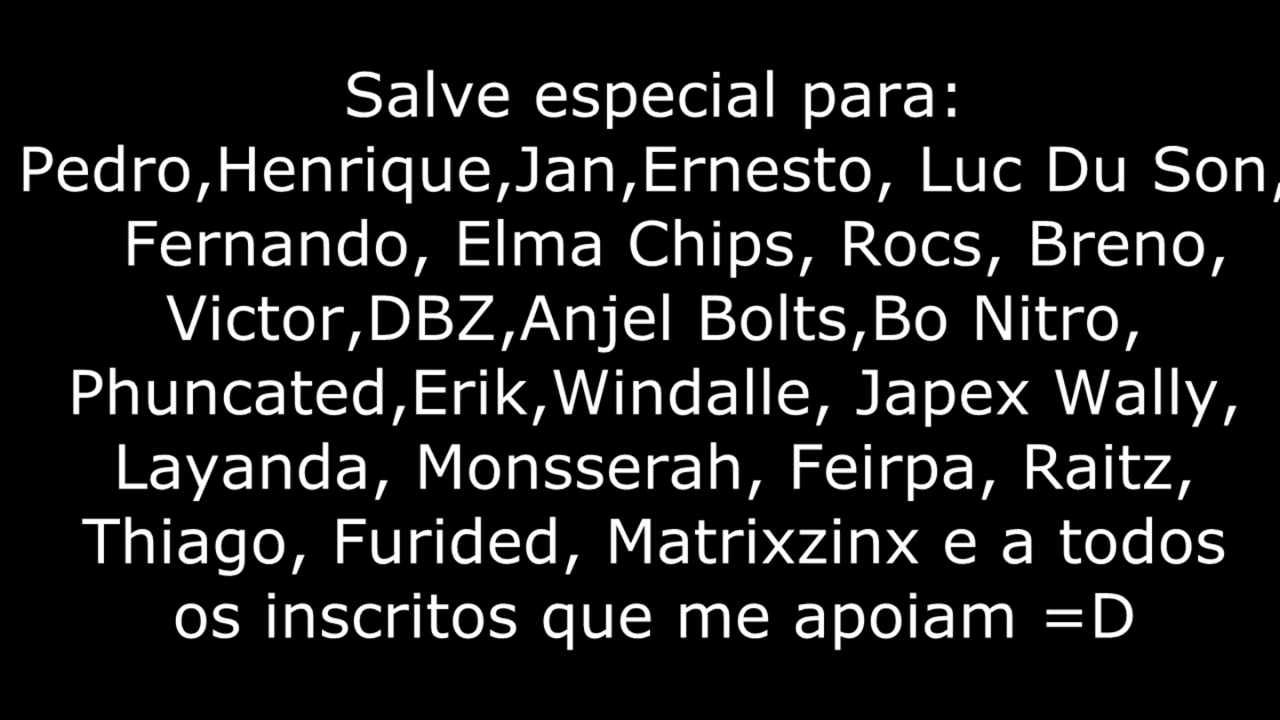 Salve especial para:
Pedro,Henrique,Jan,Ernesto, Luc Du Son,
Fernando, Elma Chips, Rocs, Breno,
Victor,DBZ,Anjel Bolts,Bo Nitro,
Phuncated,Erik,Windalle, Japex Wally,
Layanda, Monsserah, Feirpa, Raitz,
Thiago, Furided, Matrixzinx e a todos
os inscritos que me apoiam =D